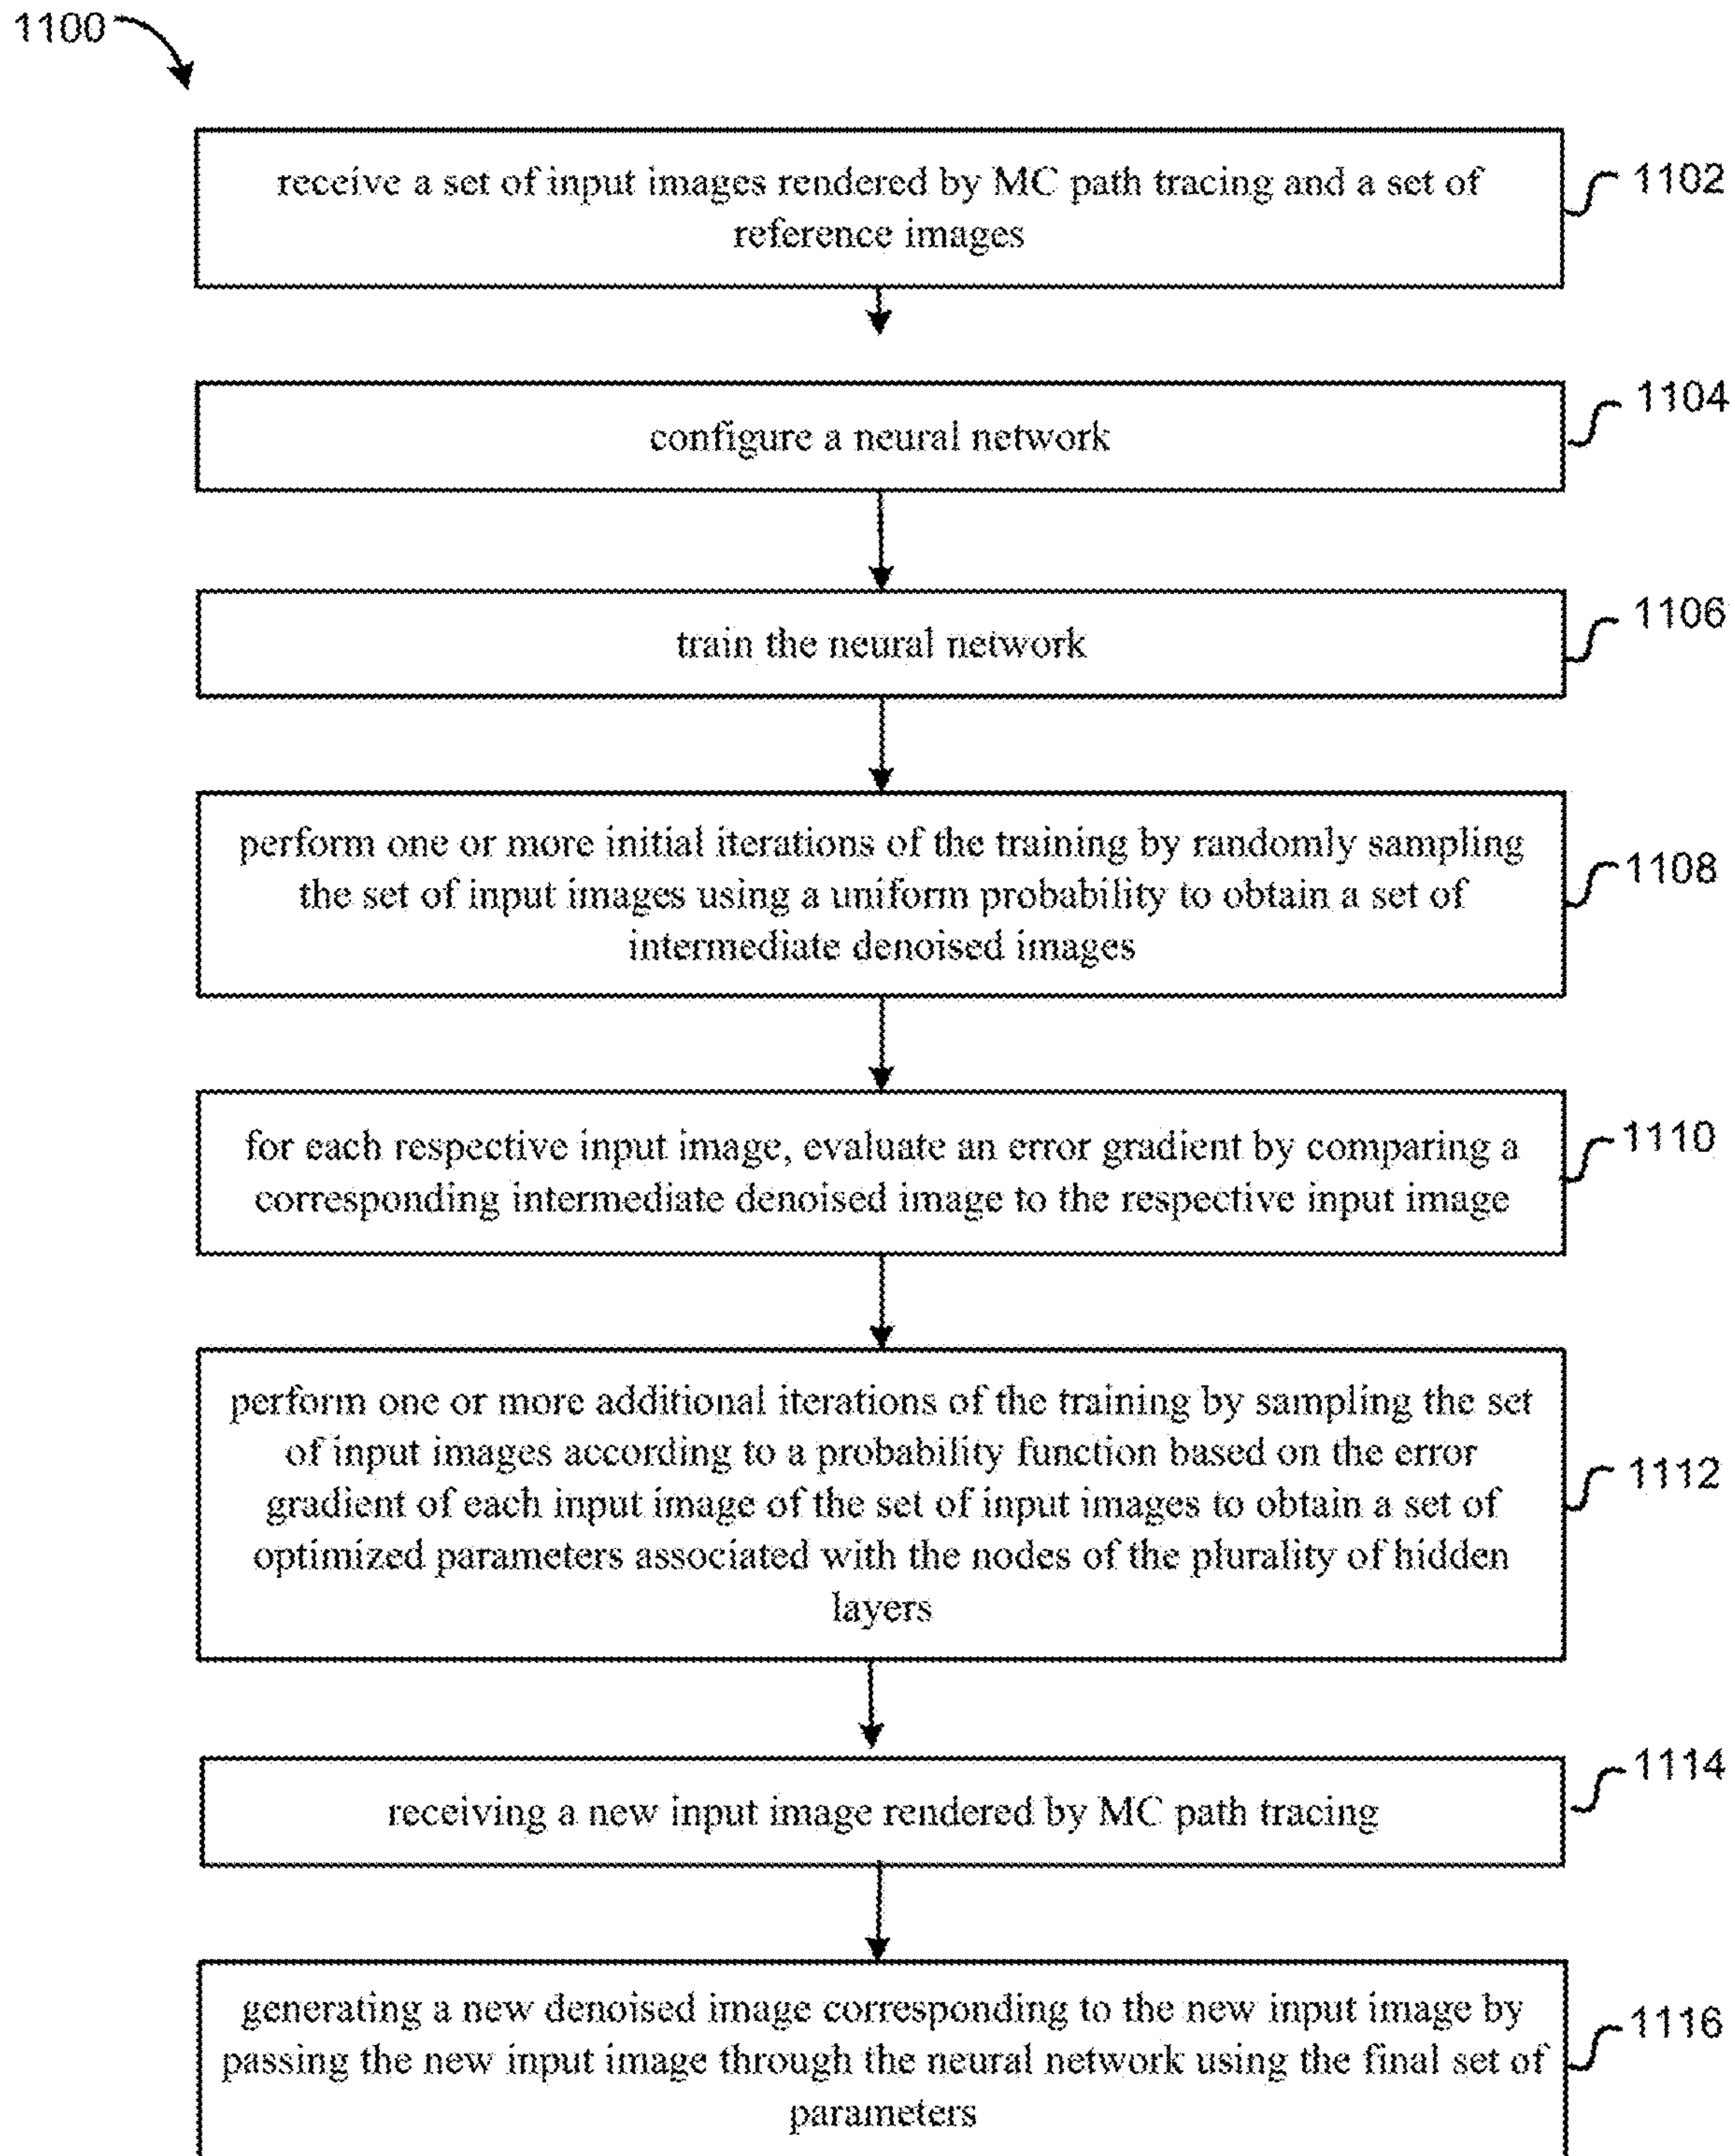 1100
receive a set of input images rendered by MC path tracing and a set of
reference images
1102
configure a neural network
1104
train the neural network
1106
perform one or more initial iterations of the training by randomly sampling
the set of input images using a uniform probability to obtain a set of
intermediate denoised images
1108
for each respective input image, evaluate an error gradient by comparing a
corresponding intermediate denoised image to the respective input image
1110
perform one or more additional iterations of the training by sampling the set
of input images according to a probability function based on the error
gradient of each input image of the set of input images to obtain a set of
optimized parameters associated with the nodes of the plurality of hidden
layers
1112
receiving a new input image rendered by MC path tracing
1114
generating a new denoised image corresponding to the new input image by
passing the new input image through the neural network using the final set of
parameters
1116